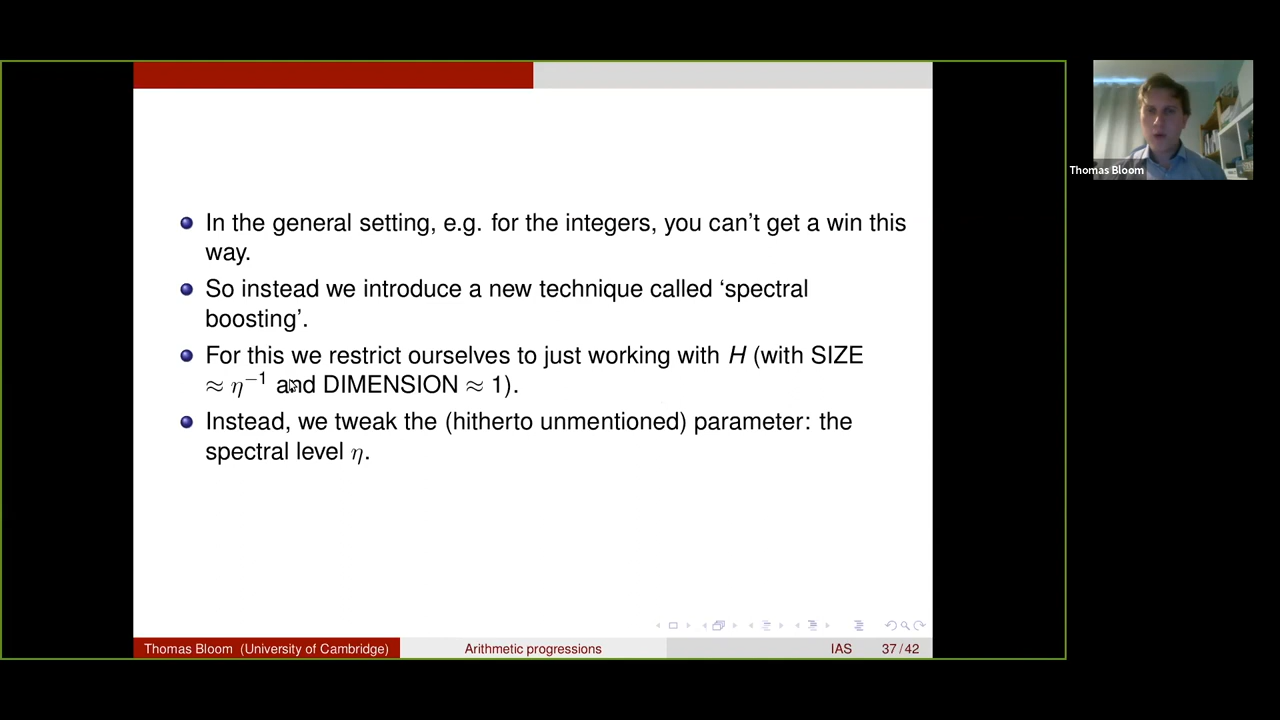 In the general setting, e.g. for the integers, you can't get a win this
way.
So instead we introduce a new technique called ‘spectral
boosting’.
For this we restrict ourselves to just working with H (with SIZE
≈ η⁻¹ and DIMENSION ≈ 1).
Instead, we tweak the (hitherto unmentioned) parameter: the
spectral level η.
Thomas Bloom (University of Cambridge) Arithmetic progressions IAS 37 / 42
Thomas Bloom